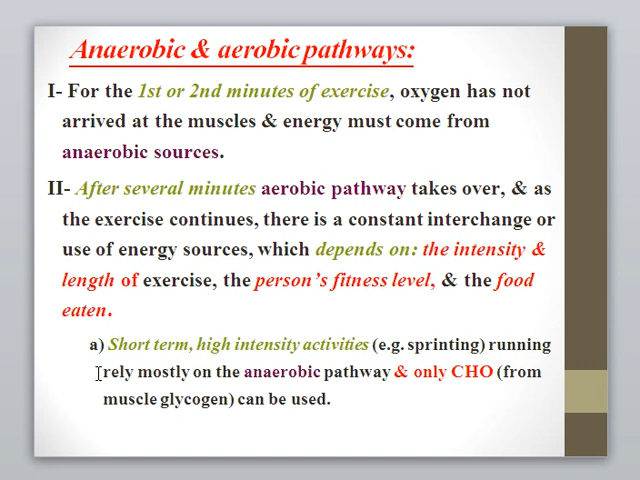 Anaerobic & aerobic pathways:
I- For the 1st or 2nd minutes of exercise, oxygen has not
arrived at the muscles & energy must come from
anaerobic sources.
II- After several minutes aerobic pathway takes over, & as
the exercise continues, there is a constant interchange or
use of energy sources, which depends on: the intensity &
length of exercise, the person's fitness level, & the food
eaten.
a) Short term, high intensity activities (e.g. sprinting) running
rely mostly on the anaerobic pathway & only CHO (from
muscle glycogen) can be used.